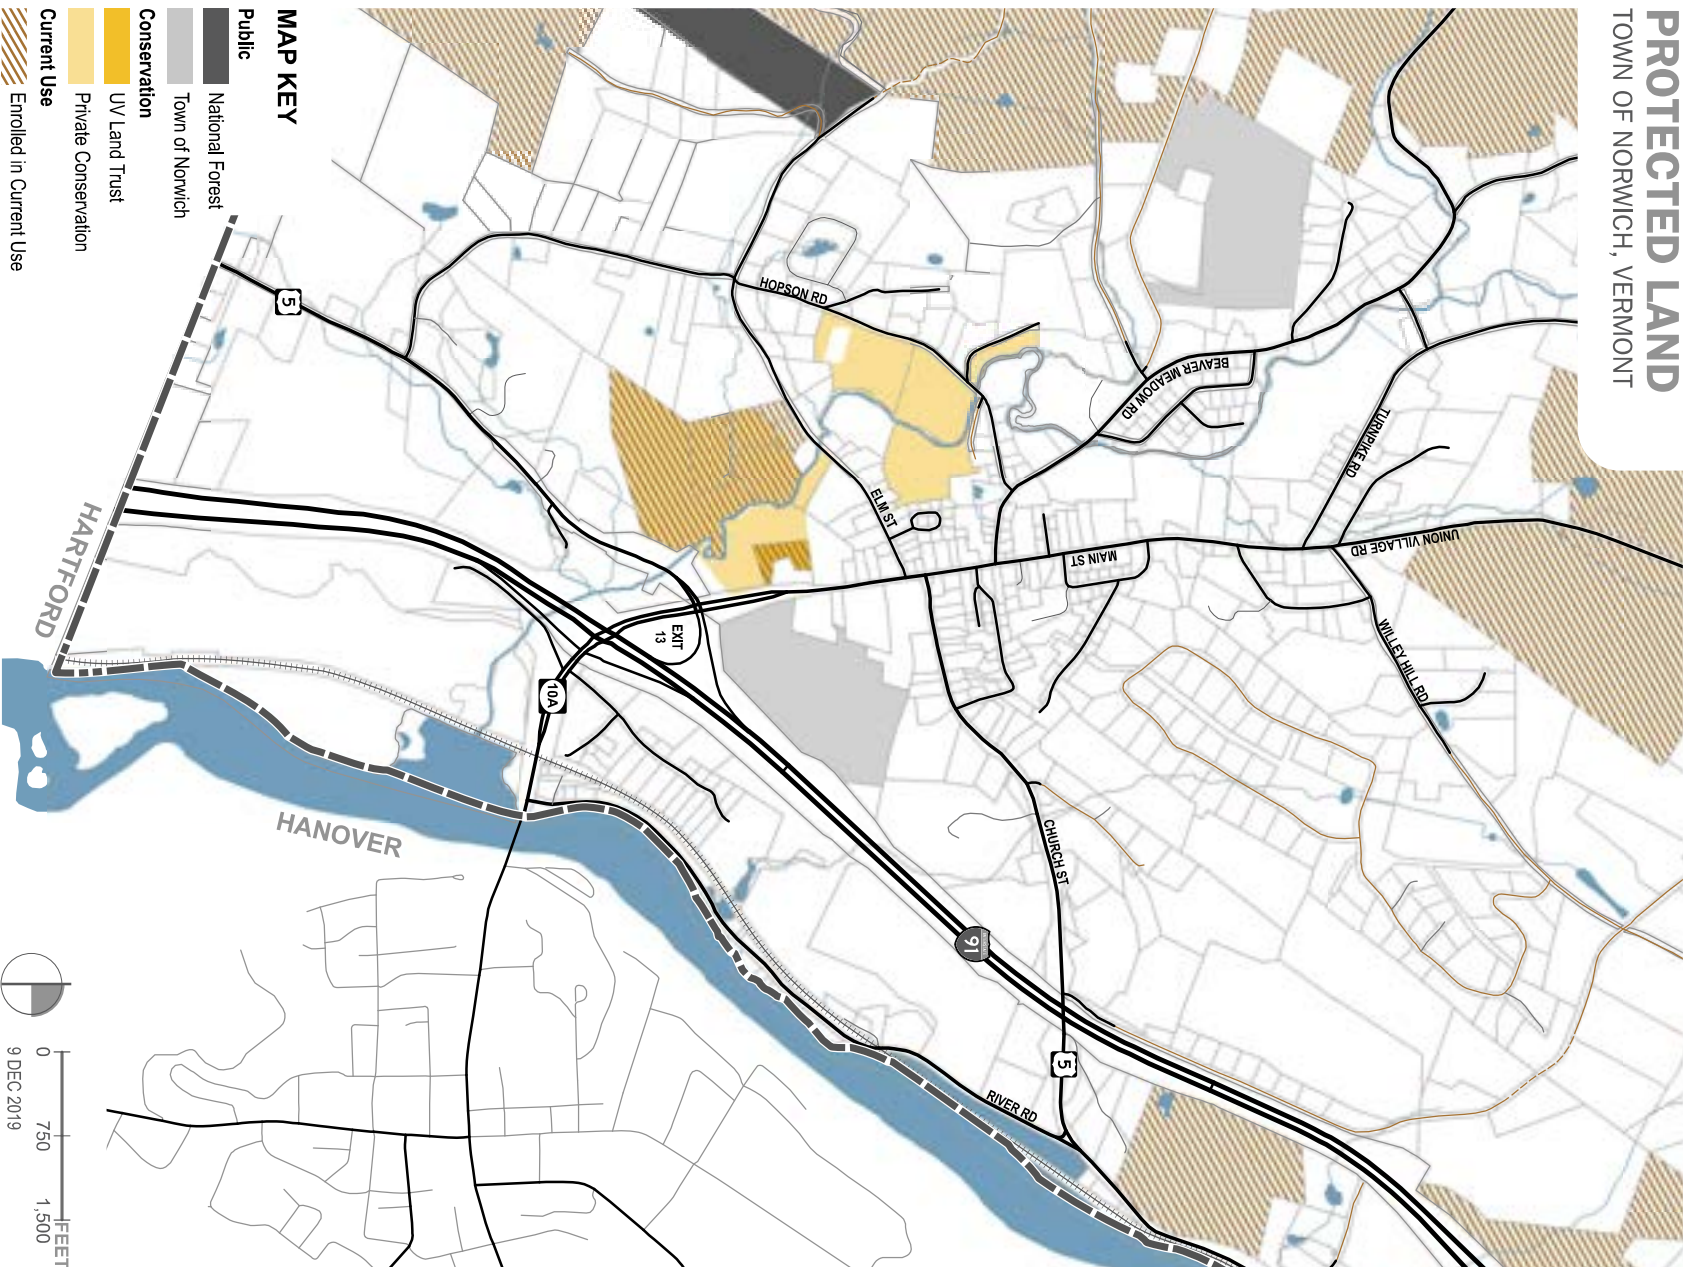 PROTECTED LAND
TOWN OF NORWICH, VERMONT
HOPSON RD
BEAVER MEADOW RD
TURNPIKE RD
UNION VILLAGE RD
ELM ST
MAIN ST
WILLEY HILL RD
EXIT
13
10A
5
CHURCH ST
91
5
RIVER RD
HARTFORD
HANOVER
MAP KEY
Public
National Forest
Town of Norwich
Conservation
UV Land Trust
Private Conservation
Current Use
Enrolled in Current Use
0 750 1,500
FEET
9 DEC 2019